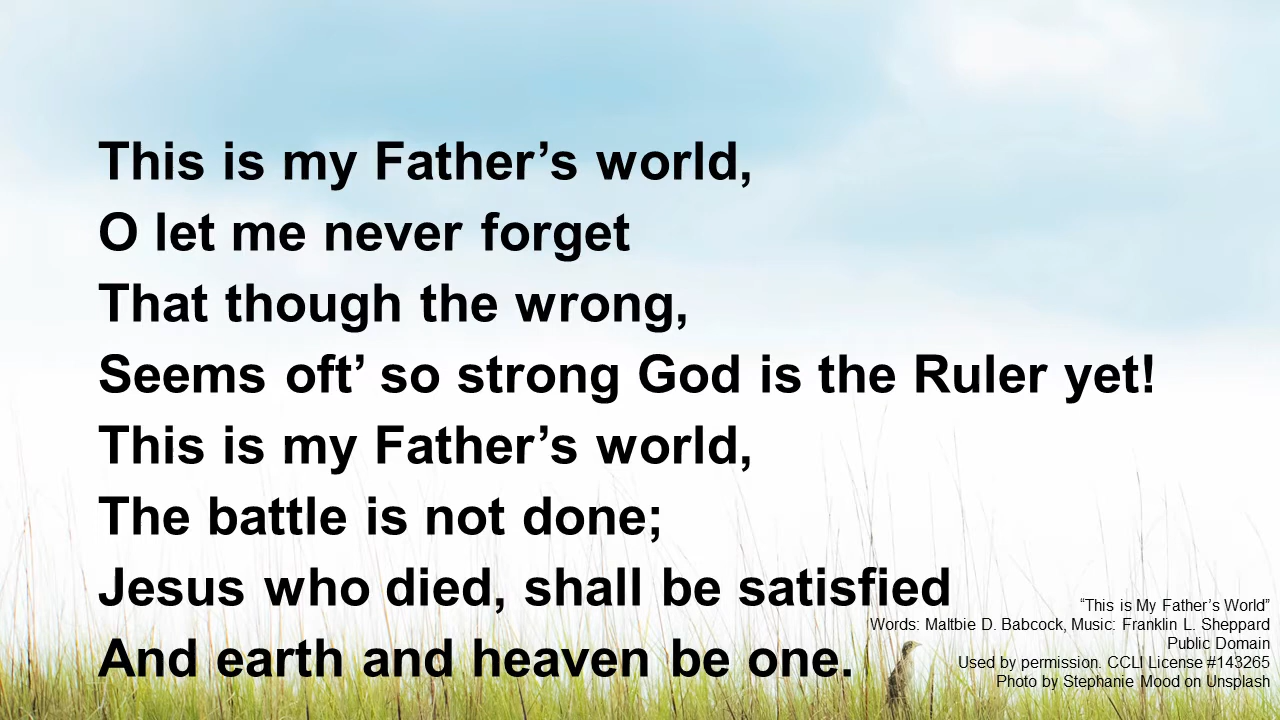 This is my Father’s world,
O let me never forget
That though the wrong,
Seems oft’ so strong God is the Ruler yet!
This is my Father’s world,
The battle is not done;
Jesus who died, shall be satisfied
And earth and heaven be one.
“This is My Father’s World”
Words: Maltbie D. Babcock, Music: Franklin L. Sheppard
Public Domain
Used by permission. CCLI License #143265
Photo by Stephanie Mood on Unsplash